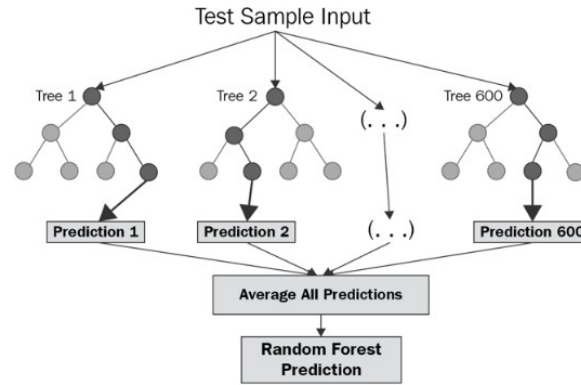 Test Sample Input
Tree 1
Tree 2
(. . .)
Tree 600
Prediction 1
Prediction 2
(. . .)
Prediction 600
Average All Predictions
Random Forest
Prediction